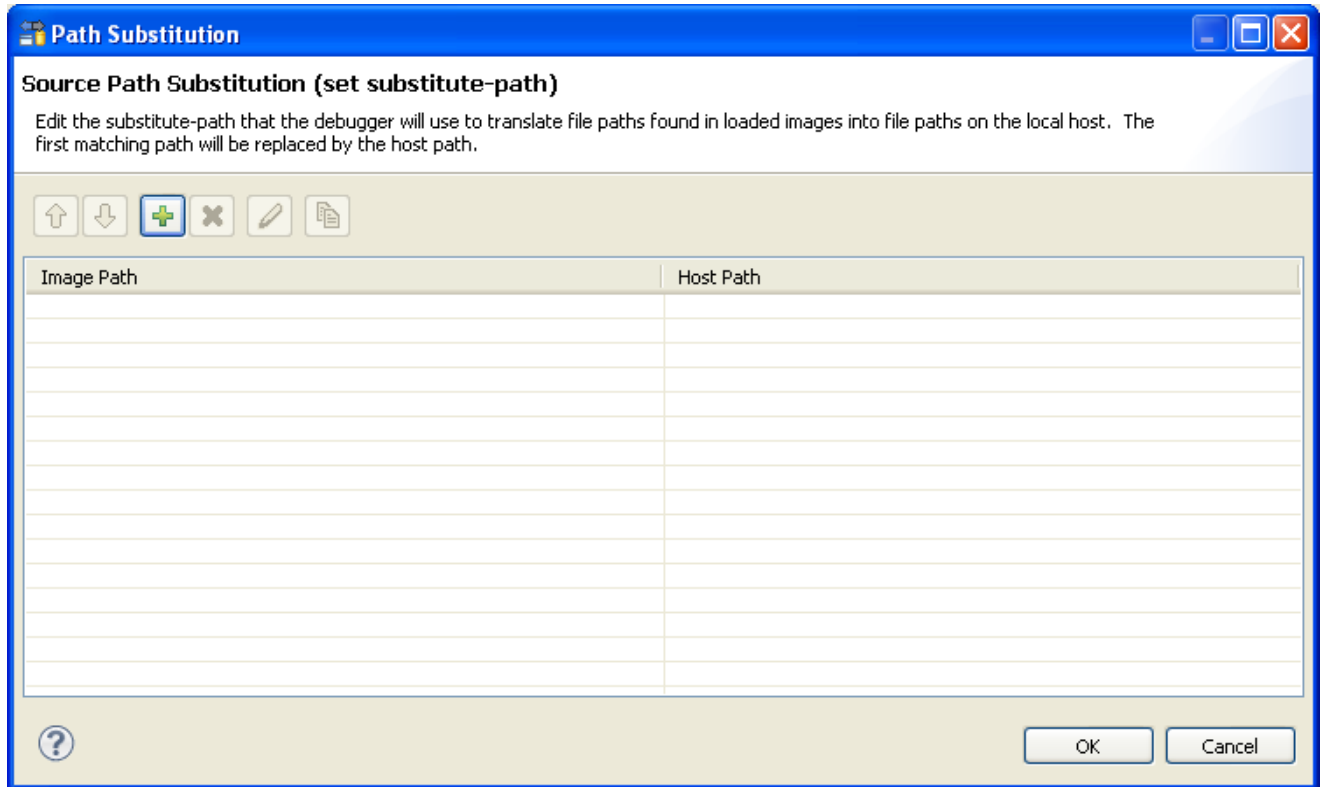 Path Substitution
Source Path Substitution (set substitute-path)
Edit the substitute-path that the debugger will use to translate file paths found in loaded images into file paths on the local host.  The
first matching path will be replaced by the host path.
Image Path
Host Path
?
OK
Cancel